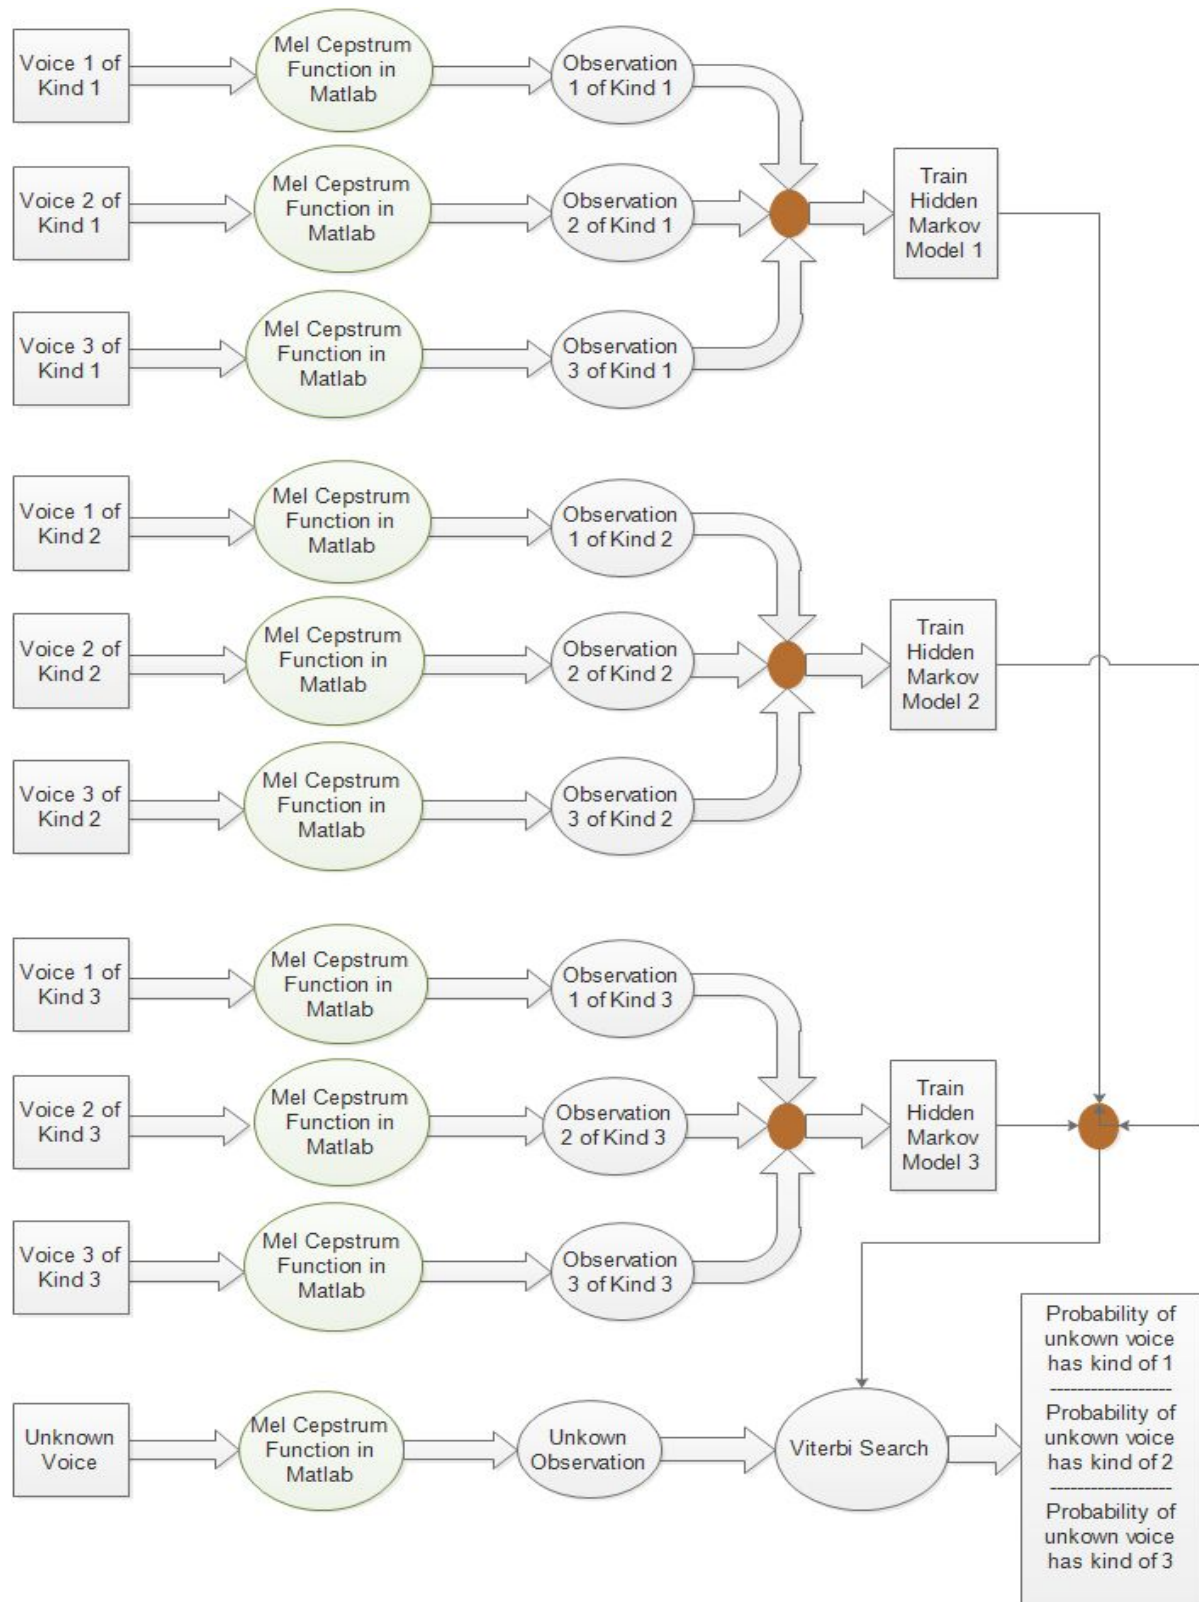 Voice 1 of
Kind 1
Mel Cepstrum
Function in
Matlab
Observation
1 of Kind 1
Voice 2 of
Kind 1
Mel Cepstrum
Function in
Matlab
Observation
2 of Kind 1
Train
Hidden
Markov
Model 1
Voice 3 of
Kind 1
Mel Cepstrum
Function in
Matlab
Observation
3 of Kind 1
Voice 1 of
Kind 2
Mel Cepstrum
Function in
Matlab
Observation
1 of Kind 2
Voice 2 of
Kind 2
Mel Cepstrum
Function in
Matlab
Observation
2 of Kind 2
Train
Hidden
Markov
Model 2
Voice 3 of
Kind 2
Mel Cepstrum
Function in
Matlab
Observation
3 of Kind 2
Voice 1 of
Kind 3
Mel Cepstrum
Function in
Matlab
Observation
1 of Kind 3
Voice 2 of
Kind 3
Mel Cepstrum
Function in
Matlab
Observation
2 of Kind 3
Train
Hidden
Markov
Model 3
Voice 3 of
Kind 3
Mel Cepstrum
Function in
Matlab
Observation
3 of Kind 3
Unknown
Voice
Mel Cepstrum
Function in
Matlab
Unkown
Observation
Viterbi Search
Probability of
unkown voice
has kind of 1
------------------
Probability of
unkown voice
has kind of 2
------------------
Probability of
unkown voice
has kind of 3